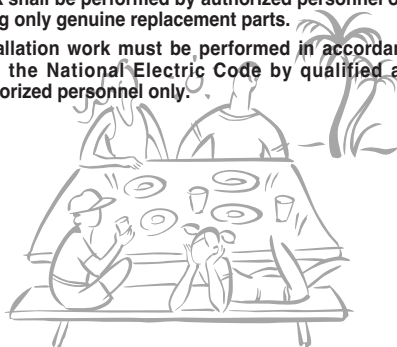 shall be performed by authorized personnel
g only genuine replacement parts.
allation work must be performed in accordan
the National Electric Code by qualified a
orized personnel only.